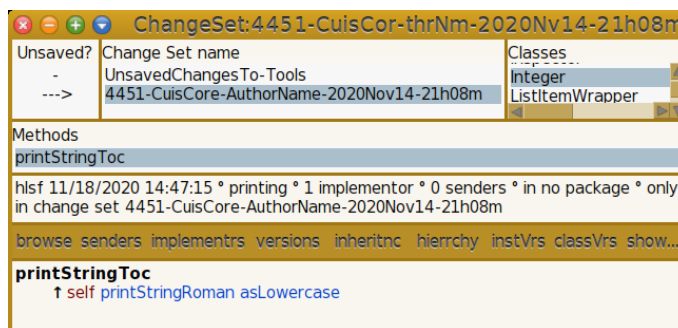 ChangeSet:4451-CuisCor-thrNm-2020Nv14-21h08m
Unsaved? Change Set name Classes
- UnsavedChangesTo-Tools Integer
---> 4451-CuisCore-AuthorName-2020Nov14-21h08m ListItemWrapper
Methods
printStringToc
hlsf 11/18/2020 14:47:15 ° printing ° 1 implementor ° 0 senders ° in no package ° only
in change set 4451-CuisCore-AuthorName-2020Nov14-21h08m
browse senders implementrs versions inheritnc hierrchy instVrs classVrs show...
printStringToc
↑ self printStringRoman asLowercase